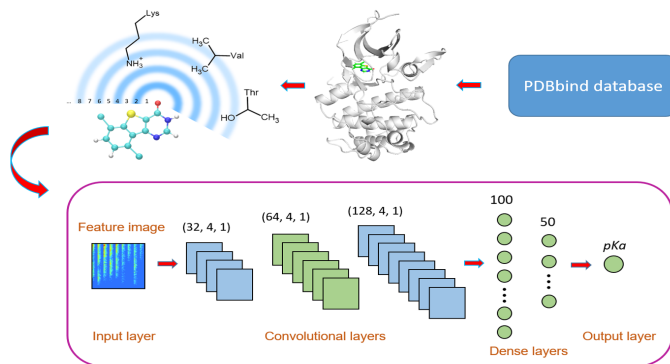 Lys
NH3+
CH3
H3C
Val
Thr
HO
CH3
.. 8 7 6 5 4 3 2 1
PDBbind database
Feature image
(32, 4, 1)
(64, 4, 1)
(128, 4, 1)
100
50
pKa
Input layer
Convolutional layers
Dense layers
Output layer